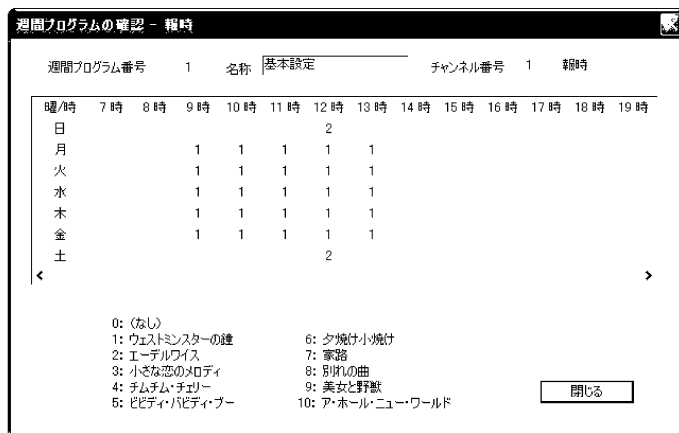 週間プログラムの確認 - 報時
週間プログラム番号 1 名称 基本設定 チャンネル番号 1 報時
曜/時 7時 8時 9時 10時 11時 12時 13時 14時 15時 16時 17時 18時 19時
日 2
月 1 1 1 1 1
火 1 1 1 1 1
水 1 1 1 1 1
木 1 1 1 1 1
金 1 1 1 1 1
土 2
0: (なし)
1: ウェストミンスターの鐘 6: 夕焼け小焼け
2: エーデルワイス 7: 家路
3: 小さな恋のメロディ 8: 別れの曲
4: チムチム・チェリー 9: 美女と野獣
5: ビビディ・バビディ・ブー 10: ア・ホール・ニュー・ワールド
閉じる